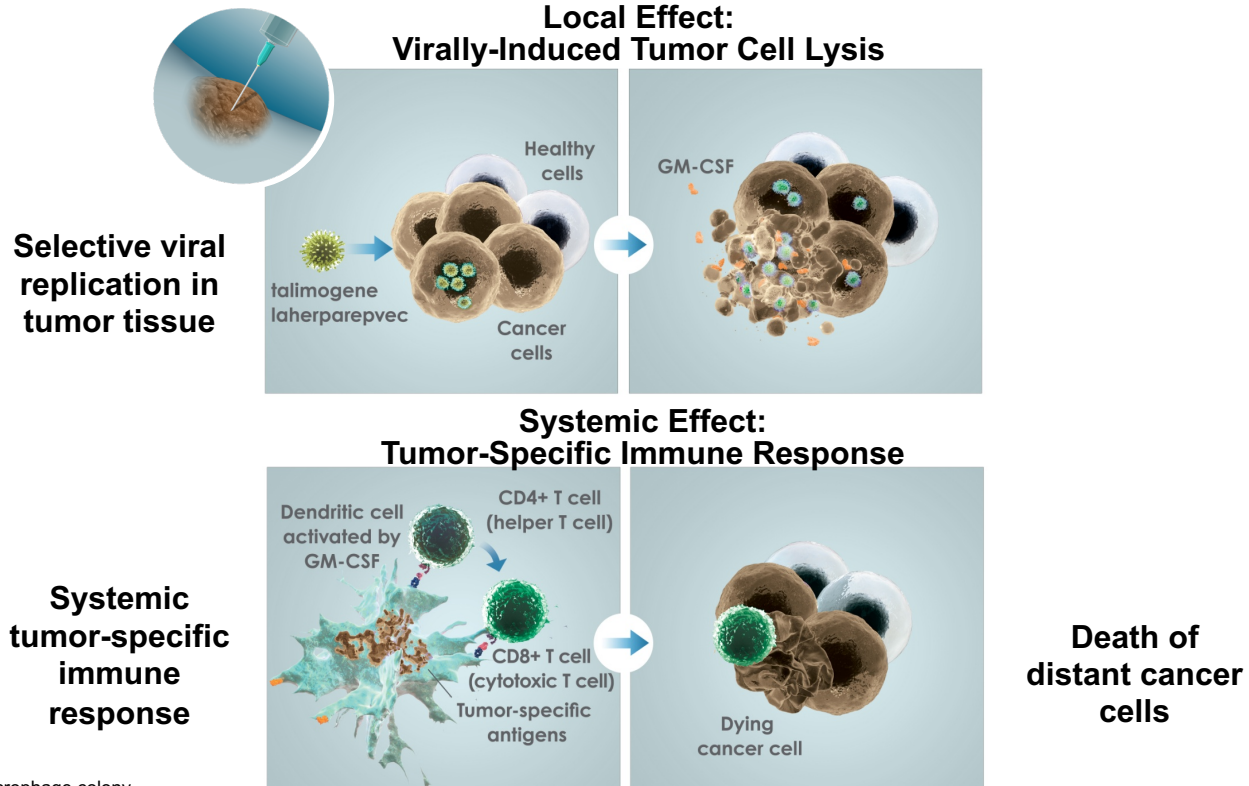 Local Effect:
Virally-Induced Tumor Cell Lysis
Healthy
cells
GM-CSF
Selective viral
replication in
tumor tissue
talimogene
laherparepvec
Cancer
cells
Systemic Effect:
Tumor-Specific Immune Response
Dendritic cell
activated by
GM-CSF
CD4+ T cell
(helper T cell)
Systemic
tumor-specific
immune
response
CD8+ T cell
(cytotoxic T cell)
Tumor-specific
antigens
Dying
cancer cell
Death of
distant cancer
cells
colony